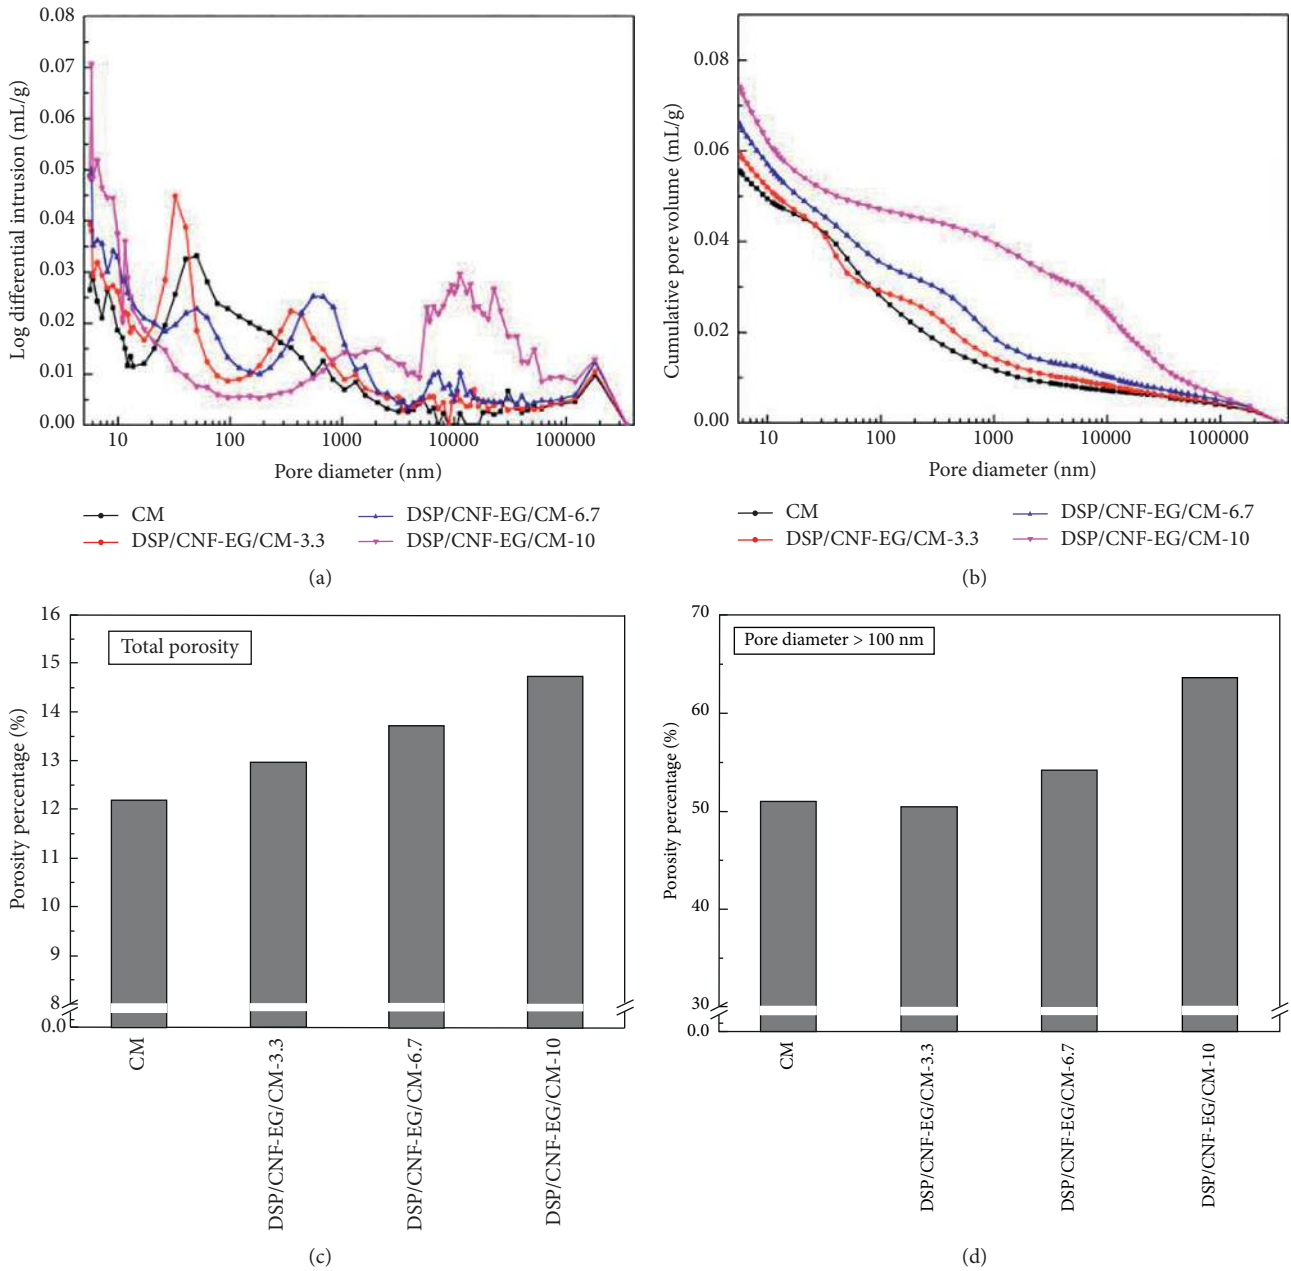 0.08
0.07
0.06
0.05
0.04
0.03
0.02
0.01
0.00
Log differential intrusion (mL/g)
10 100 1000 10000 100000
Pore diameter (nm)
CM
DSP/CNF-EG/CM-3.3
DSP/CNF-EG/CM-6.7
DSP/CNF-EG/CM-10
(a)
0.08
0.06
0.04
0.02
0.00
Cumulative pore volume (mL/g)
10 100 1000 10000 100000
Pore diameter (nm)
CM
DSP/CNF-EG/CM-3.3
DSP/CNF-EG/CM-6.7
DSP/CNF-EG/CM-10
(b)
Total porosity
16
15
14
13
12
11
10
9
8
0.0
Porosity percentage (%)
CM
DSP/CNF-EG/CM-3.3
DSP/CNF-EG/CM-6.7
DSP/CNF-EG/CM-10
(c)
Pore diameter > 100 nm
70
60
50
40
30
0.0
Porosity percentage (%)
CM
DSP/CNF-EG/CM-3.3
DSP/CNF-EG/CM-6.7
DSP/CNF-EG/CM-10
(d)